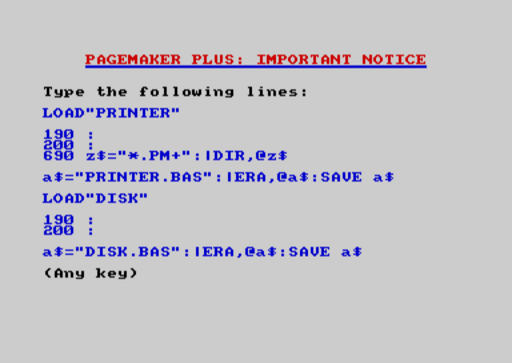 PAGEMAKER PLUS: IMPORTANT NOTICE
Type the following lines:
LOAD"PRINTER"
190 :
200 :
690 z$="*.PM+":|DIR,@z$
a$="PRINTER.BAS":|ERA,@a$:SAVE a$
LOAD"DISK"
190 :
200 :
a$="DISK.BAS":|ERA,@a$:SAVE a$
(Any key)